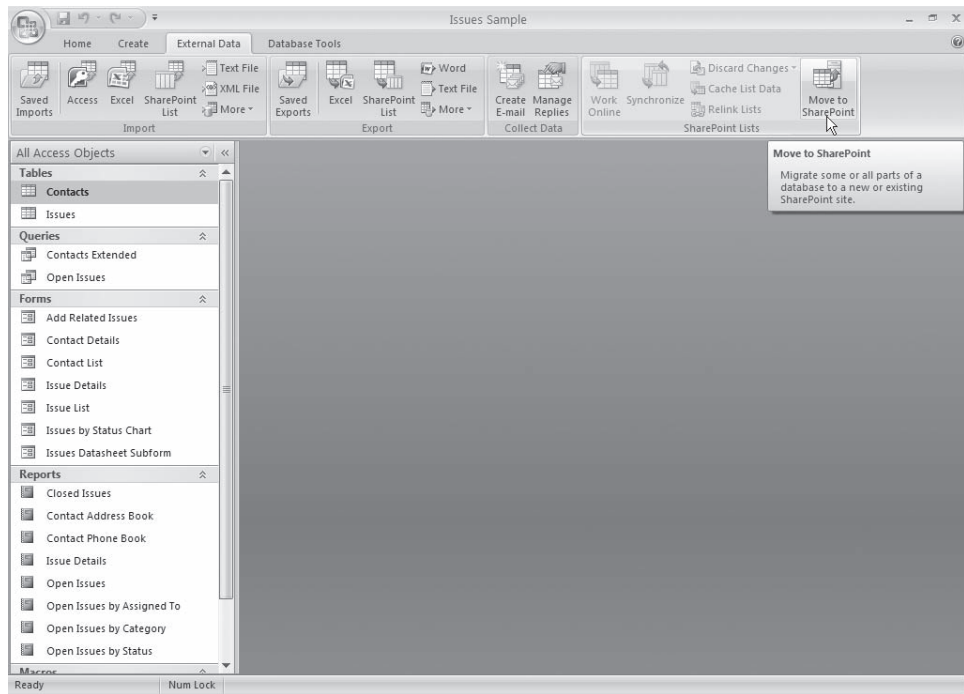 Issues Sample
Home Create External Data Database Tools
Saved Imports
Access
Excel
SharePoint List
Text File
XML File
More
Import
Saved Exports
Excel
SharePoint List
Word
Text File
More
Export
Create E-mail
Manage Replies
Collect Data
Work Online
Synchronize
Discard Changes
Cache List Data
Relink Lists
Move to SharePoint
SharePoint Lists
Move to SharePoint
Migrate some or all parts of a
database to a new or existing
SharePoint site.
All Access Objects
Tables
Contacts
Issues
Queries
Contacts Extended
Open Issues
Forms
Add Related Issues
Contact Details
Contact List
Issue Details
Issue List
Issues by Status Chart
Issues Datasheet Subform
Reports
Closed Issues
Contact Address Book
Contact Phone Book
Issue Details
Open Issues
Open Issues by Assigned To
Open Issues by Category
Open Issues by Status
Macros
Ready Num Lock